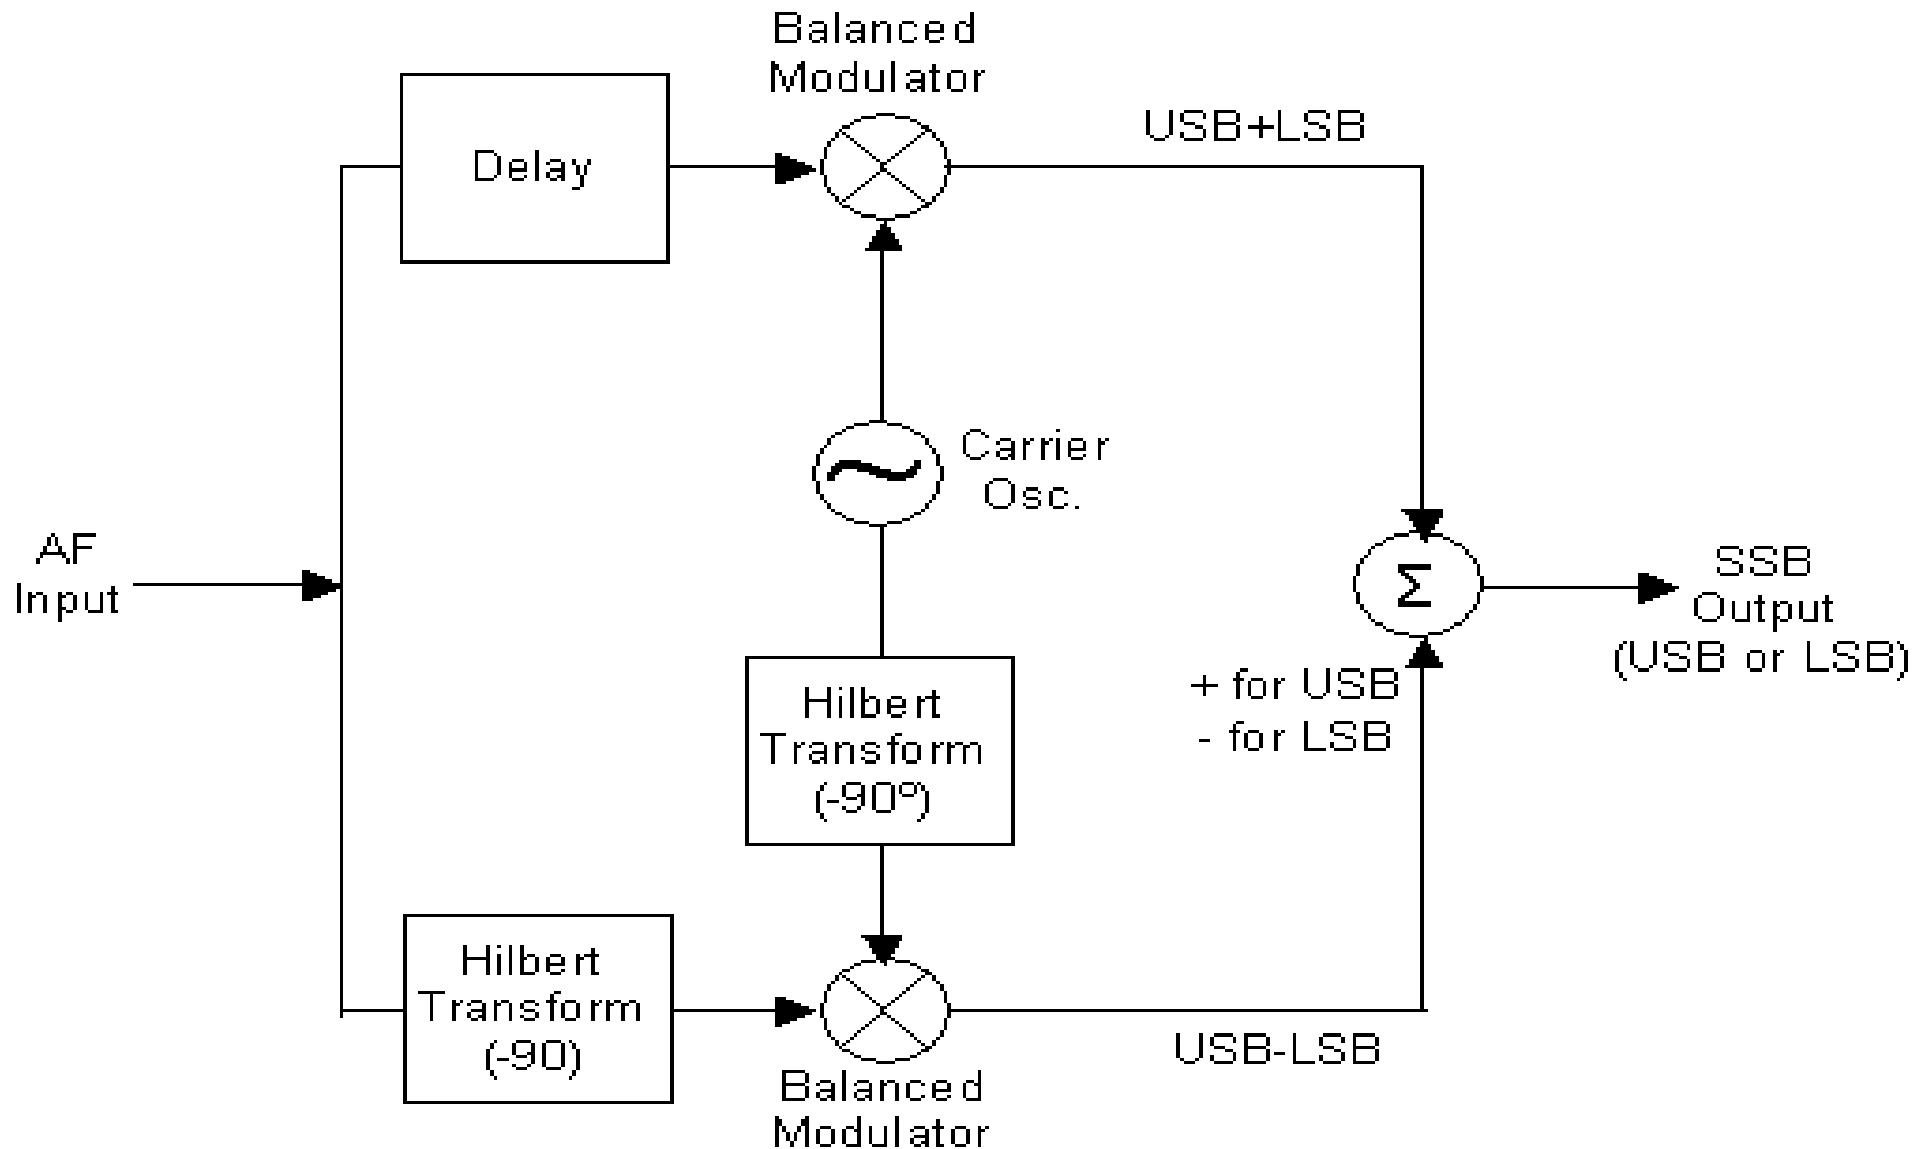 Balanced
Modulator
USB+LSB
Delay
Carrier
Osc.
AF
Input
Σ
SSB
Output
(USB or LSB)
+ for USB
- for LSB
Hilbert
Transform
(-90º)
Hilbert
Transform
(-90)
USB-LSB
Balanced
Modulator